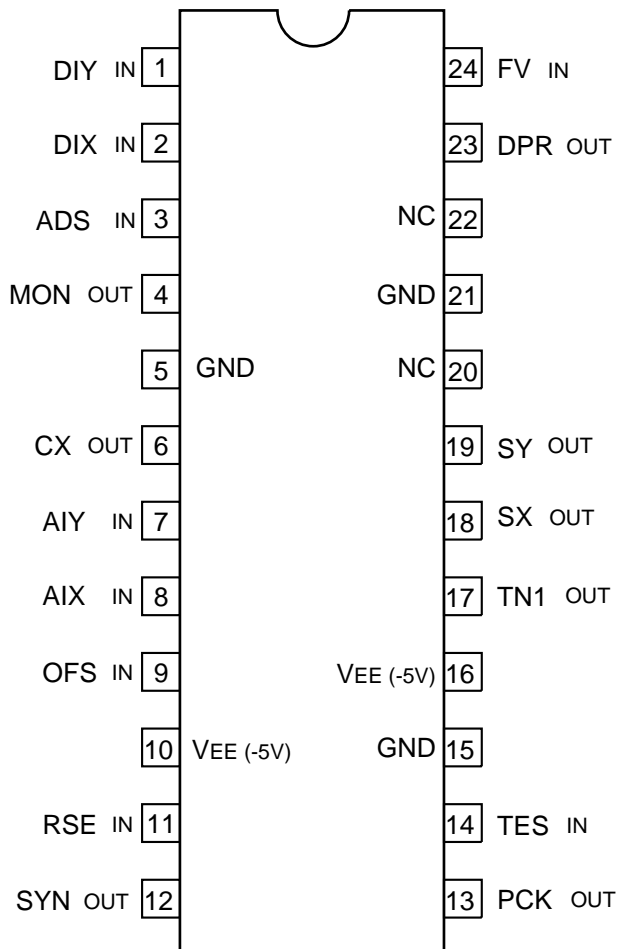 DIY IN 1 24 FV IN
DIX IN 2 23 DPR OUT
ADS IN 3 NC 22
MON OUT 4 GND 21
5 GND NC 20
CX OUT 6 19 SY OUT
AIY IN 7 18 SX OUT
AIX IN 8 17 TN1 OUT
OFS IN 9 VEE (-5V) 16
10 VEE (-5V) GND 15
RSE IN 11 14 TES IN
SYN OUT 12 13 PCK OUT